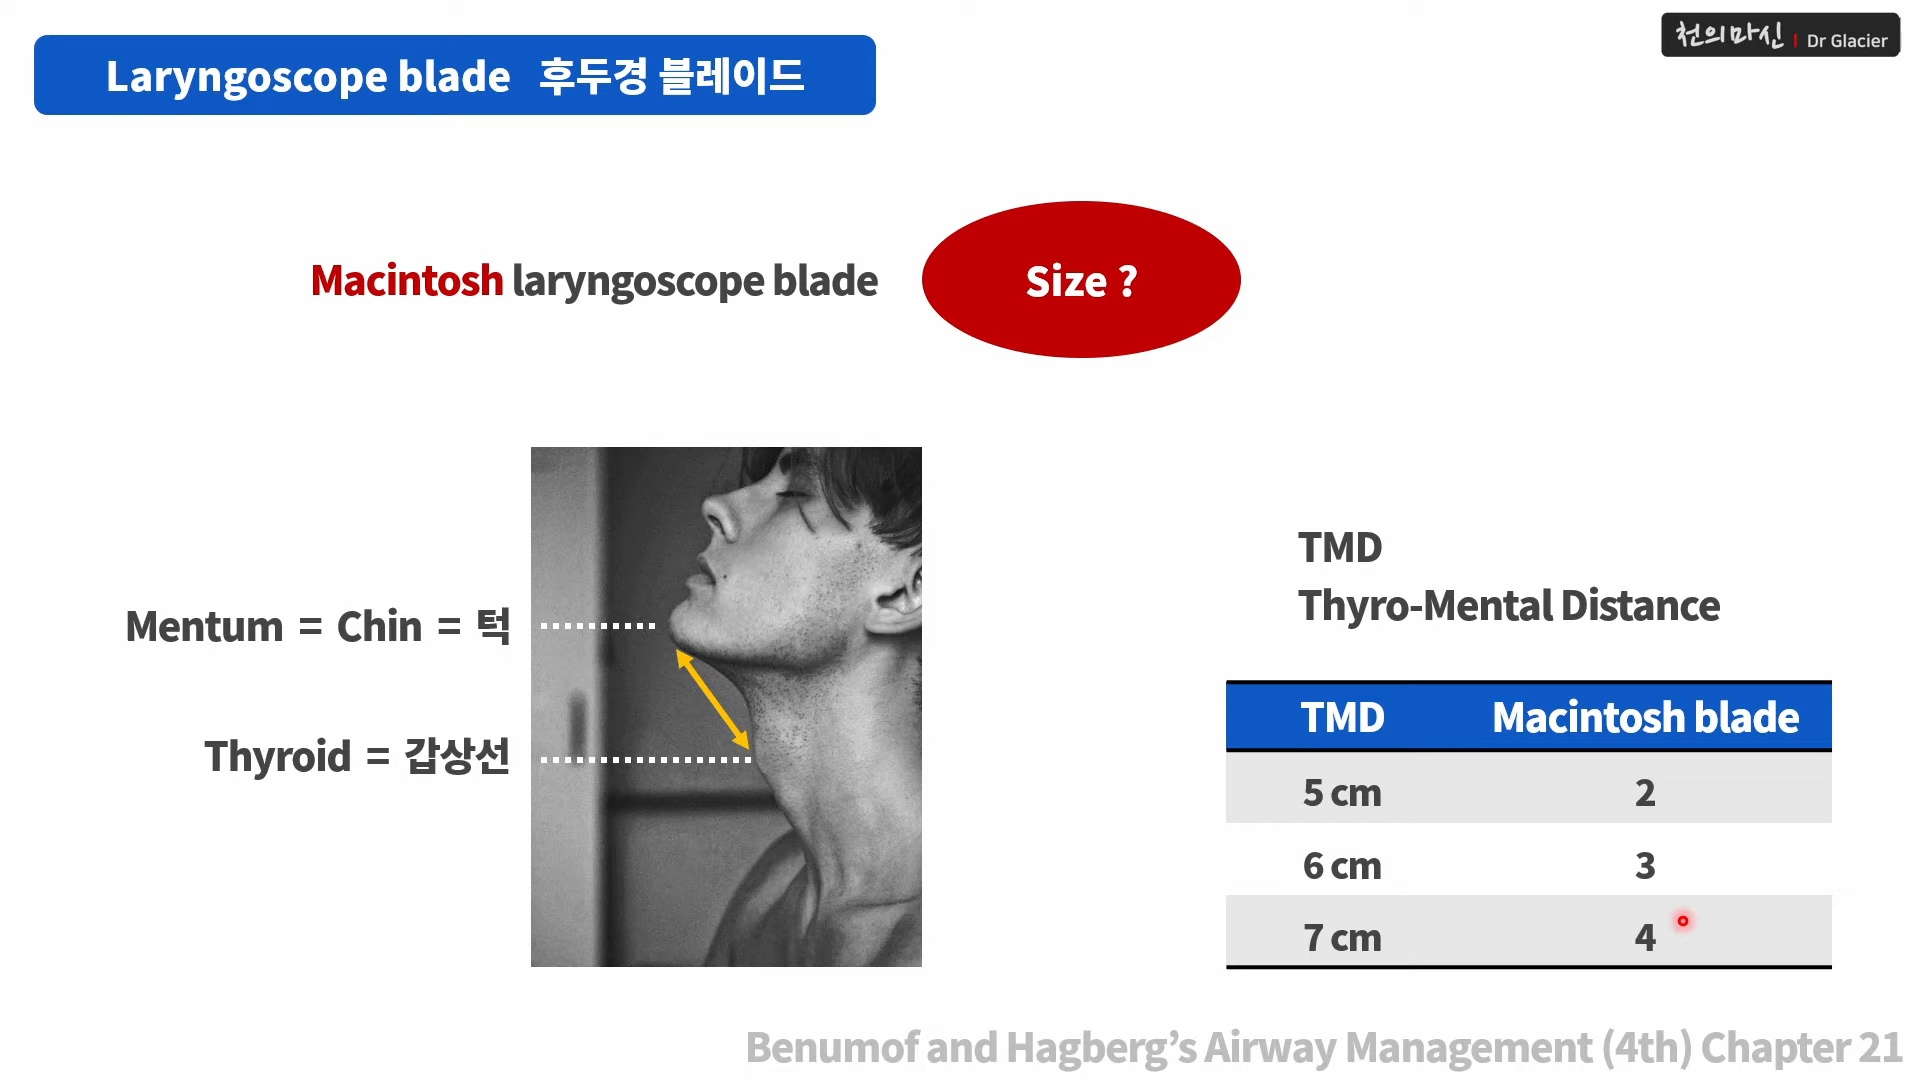 천의마신 | Dr Glacier
Laryngoscope blade 후두경 블레이드
Macintosh laryngoscope blade
Size ?
Mentum = Chin = 턱
Thyroid = 갑상선
TMD
Thyro-Mental Distance
TMD Macintosh blade
5 cm 2
6 cm 3
7 cm 4
Benumof and Hagberg’s Airway Management (4th) Chapter 21